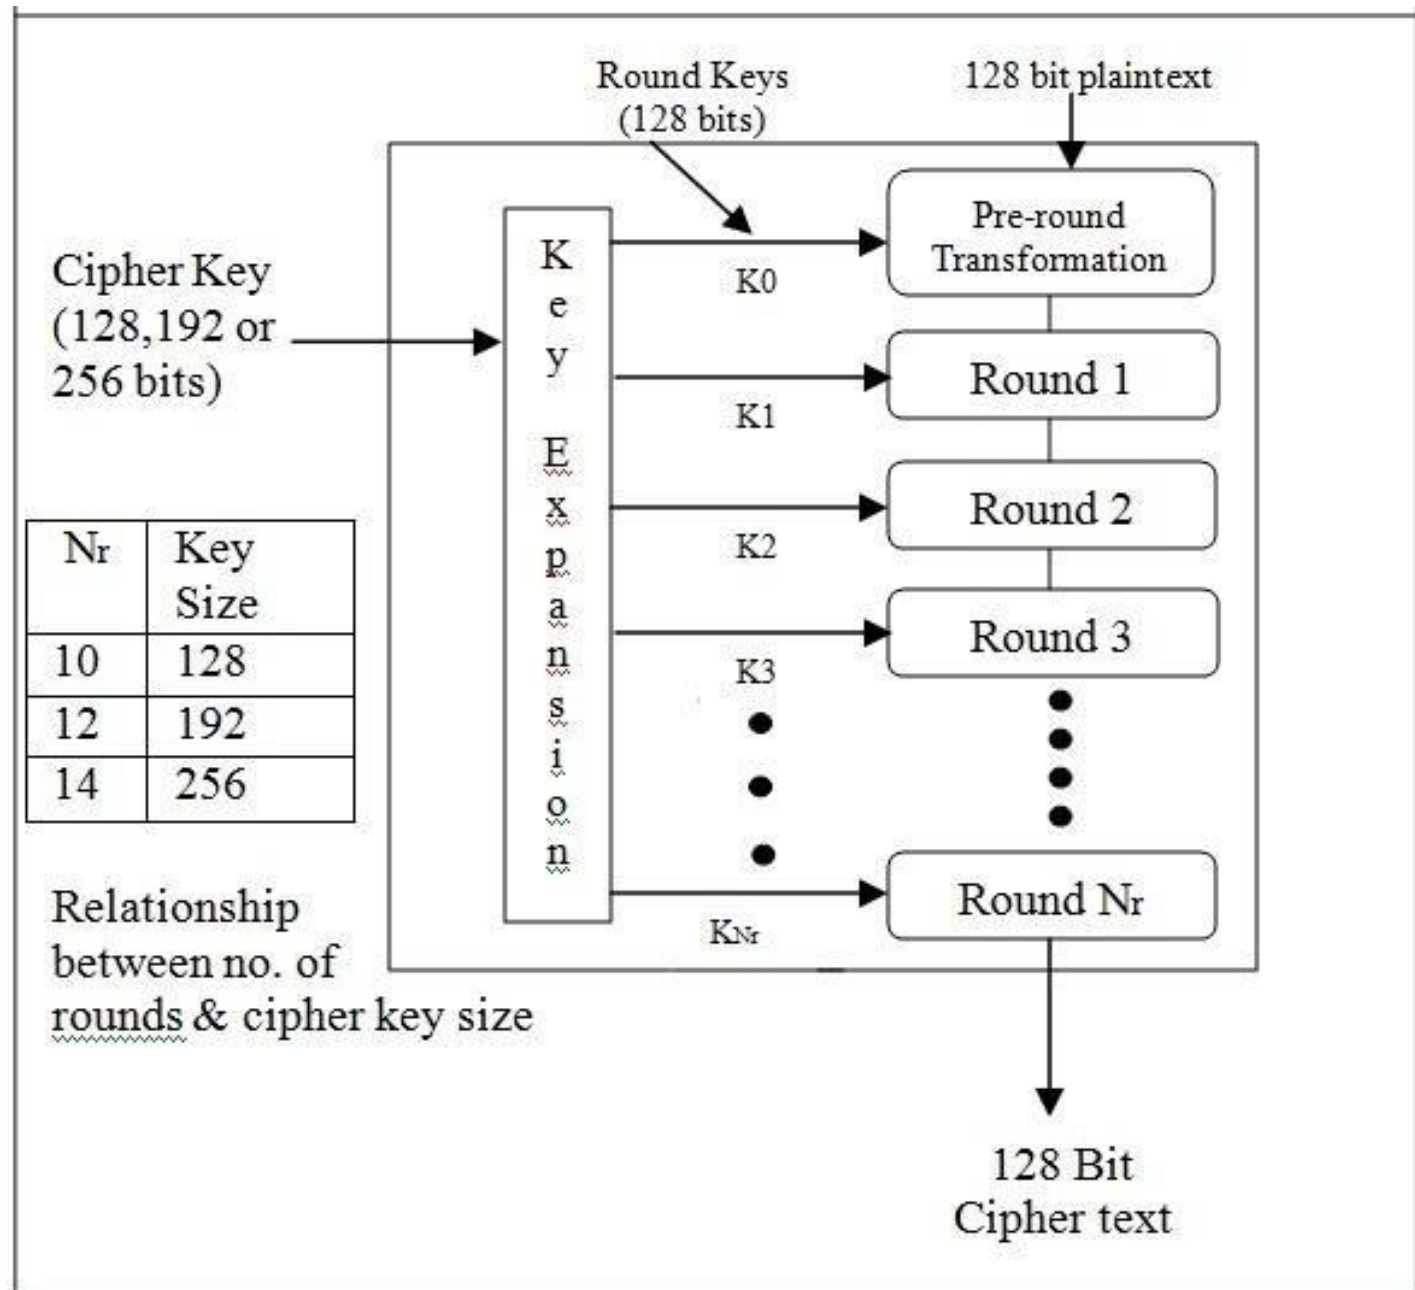 Round Keys
(128 bits)
128 bit plaintext
Cipher Key
(128,192 or
256 bits)
Key Expansion
K0
K1
K2
K3
KNr
Pre-round
Transformation
Round 1
Round 2
Round 3
Round Nr
Nr Key
Size
10 128
12 192
14 256
Relationship
between no. of
rounds & cipher key size
128 Bit
Cipher text